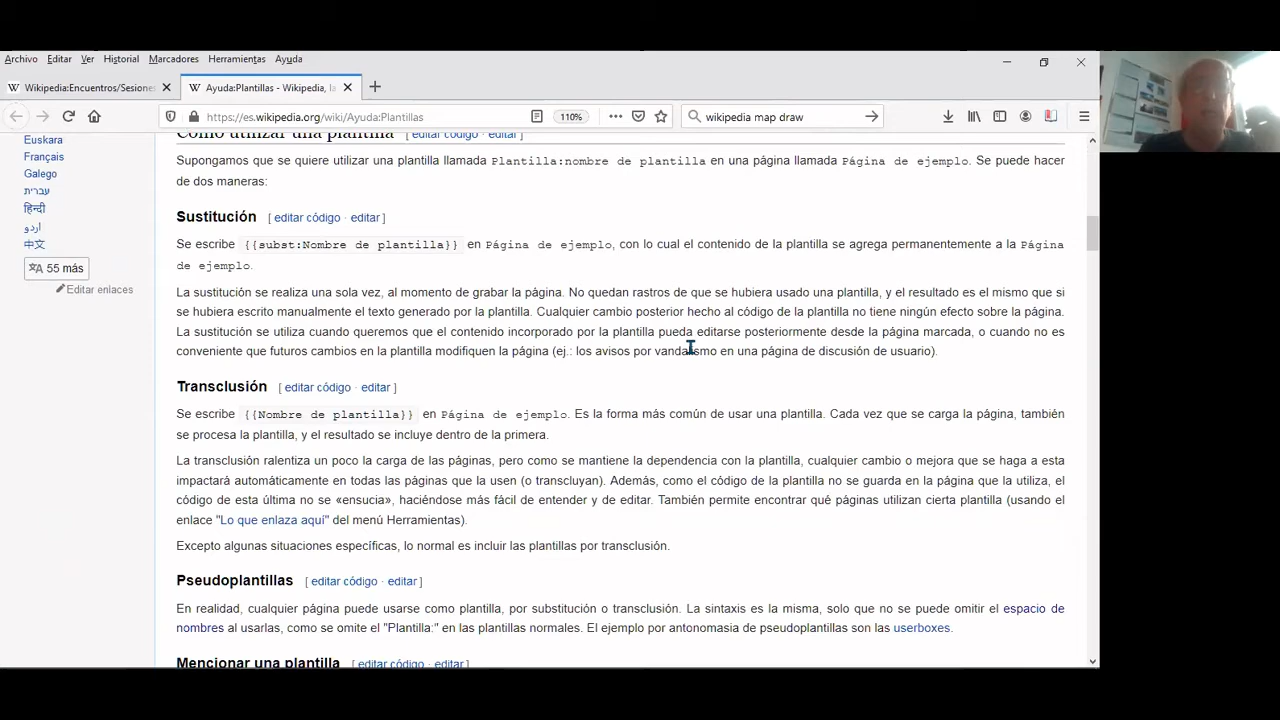 Archivo Editar Ver Historial Marcadores Herramientas Ayuda
Wikipedia:Encuentros/Sesiones Ayuda:Plantillas - Wikipedia, la
https://es.wikipedia.org/wiki/Ayuda:Plantillas 110% wikipedia map draw
Euskara
Français
Galego
עברית
हिन्दी
اردو
中文
55 más
Editar enlaces
Cómo utilizar una plantilla [ editar código · editar ]
Supongamos que se quiere utilizar una plantilla llamada Plantilla:nombre de plantilla en una página llamada Página de ejemplo. Se puede hacer
de dos maneras:
Sustitución [ editar código · editar ]
Se escribe {{subst:Nombre de plantilla}} en Página de ejemplo, con lo cual el contenido de la plantilla se agrega permanentemente a la Página
de ejemplo.
La sustitución se realiza una sola vez, al momento de grabar la página. No quedan rastros de que se hubiera usado una plantilla, y el resultado es el mismo que si
se hubiera escrito manualmente el texto generado por la plantilla. Cualquier cambio posterior hecho al código de la plantilla no tiene ningún efecto sobre la página.
La sustitución se utiliza cuando queremos que el contenido incorporado por la plantilla pueda editarse posteriormente desde la página marcada, o cuando no es
conveniente que futuros cambios en la plantilla modifiquen la página (ej.: los avisos por vandalismo en una página de discusión de usuario).
Transclusión [ editar código · editar ]
Se escribe {{Nombre de plantilla}} en Página de ejemplo. Es la forma más común de usar una plantilla. Cada vez que se carga la página, también
se procesa la plantilla, y el resultado se incluye dentro de la primera.
La transclusión ralentiza un poco la carga de las páginas, pero como se mantiene la dependencia con la plantilla, cualquier cambio o mejora que se haga a esta
impactará automáticamente en todas las páginas que la usen (o transcluyan). Además, como el código de la plantilla no se guarda en la página que la utiliza, el
código de esta última no se «ensucia», haciéndose más fácil de entender y de editar. También permite encontrar qué páginas utilizan cierta plantilla (usando el
enlace "Lo que enlaza aquí" del menú Herramientas).
Excepto algunas situaciones específicas, lo normal es incluir las plantillas por transclusión.
Pseudoplantillas [ editar código · editar ]
En realidad, cualquier página puede usarse como plantilla, por substitución o transclusión. La sintaxis es la misma, solo que no se puede omitir el espacio de
nombres al usarlas, como se omite el "Plantilla:" en las plantillas normales. El ejemplo por antonomasia de pseudoplantillas son las userboxes.
Mencionar una plantilla [ editar código · editar ]